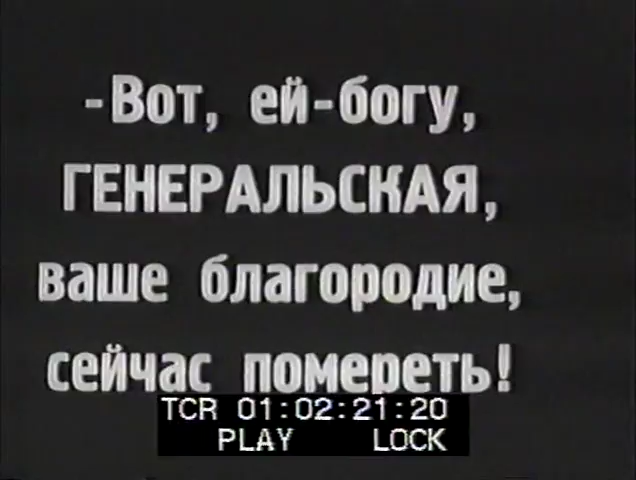 -Вот, ей-богу,
ГЕНЕРАЛЬСКАЯ,
ваше благородие,
сейчас помереть!
TCR 01:02:21:20
PLAY LOCK